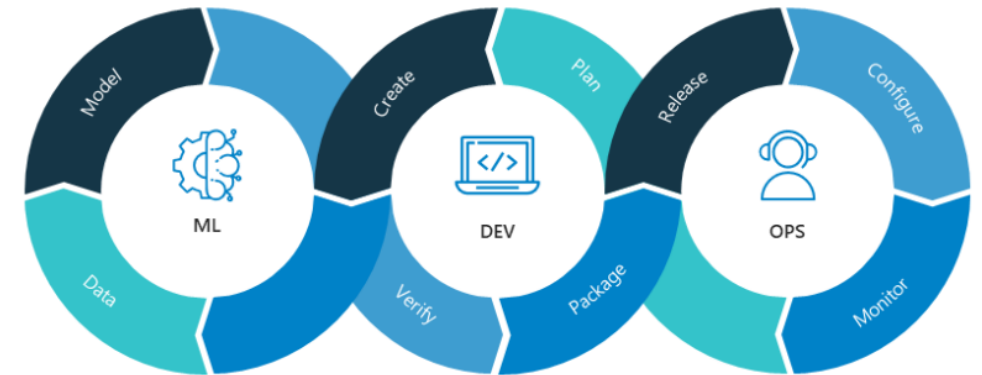 Model
Data
ML
Create
Plan
Verify
Package
</>
DEV
Release
Configure
Monitor
OPS